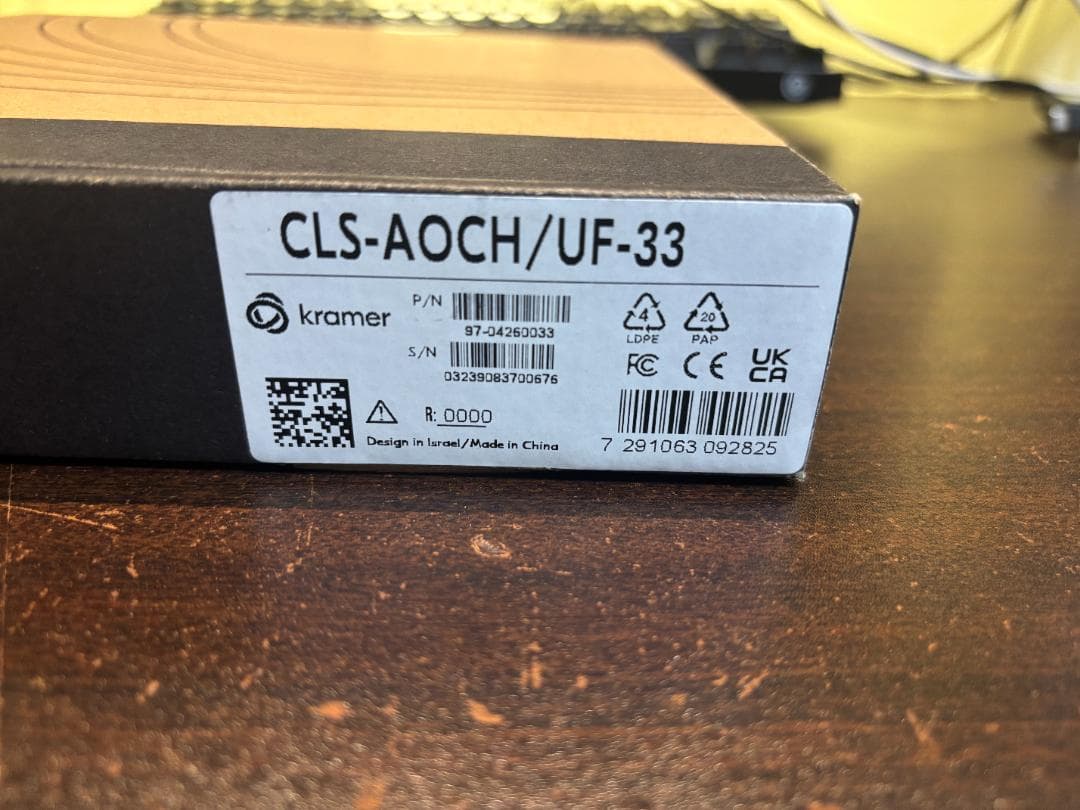 CLS-AOCH/UF-33
kramer
P/N
97-04260033
S/N
03239083700676
R: 0000
Design in Israel/Made in China
4
LDPE
20
PAP
FC CE UK
CA
7 291063 092825